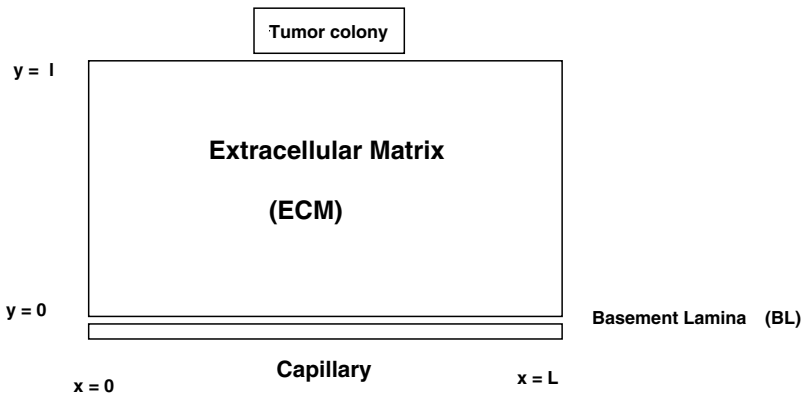 Tumor colony
y = l
Extracellular Matrix
(ECM)
y = 0
Basement Lamina (BL)
Capillary
x = 0
x = L